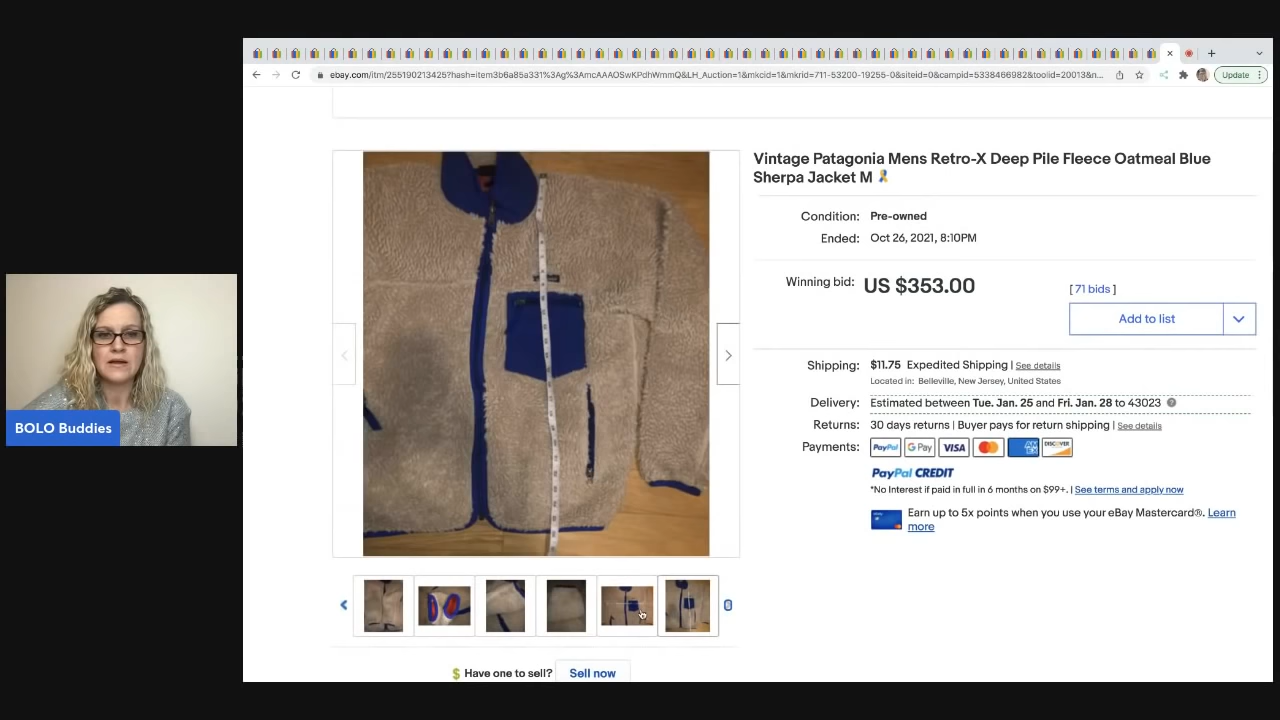 Update
ebay.com/itm/255190213425?hash=item3b6a85a331%3Ag%3AmcAAAOSwKPdhWmmQ&LH_Auction=1&mkcid=1&mkrid=711-53200-19255-0&siteid=0&campid=5338466982&toolid=20013&n...
Vintage Patagonia Mens Retro-X Deep Pile Fleece Oatmeal Blue
Sherpa Jacket M
Condition: Pre-owned
Ended: Oct 26, 2021, 8:10PM
Winning bid: US $353.00 [ 71 bids ]
Add to list
Shipping: $11.75 Expedited Shipping | See details
Located in: Belleville, New Jersey, United States
Delivery: Estimated between Tue. Jan. 25 and Fri. Jan. 28 to 43023
Returns: 30 days returns | Buyer pays for return shipping | See details
Payments: PayPal G Pay VISA MasterCard AM EX DISCOVER
PayPal CREDIT
*No Interest if paid in full in 6 months on $99+. | See terms and apply now
Earn up to 5x points when you use your eBay Mastercard®. Learn
more
$ Have one to sell? Sell now
BOLO Buddies